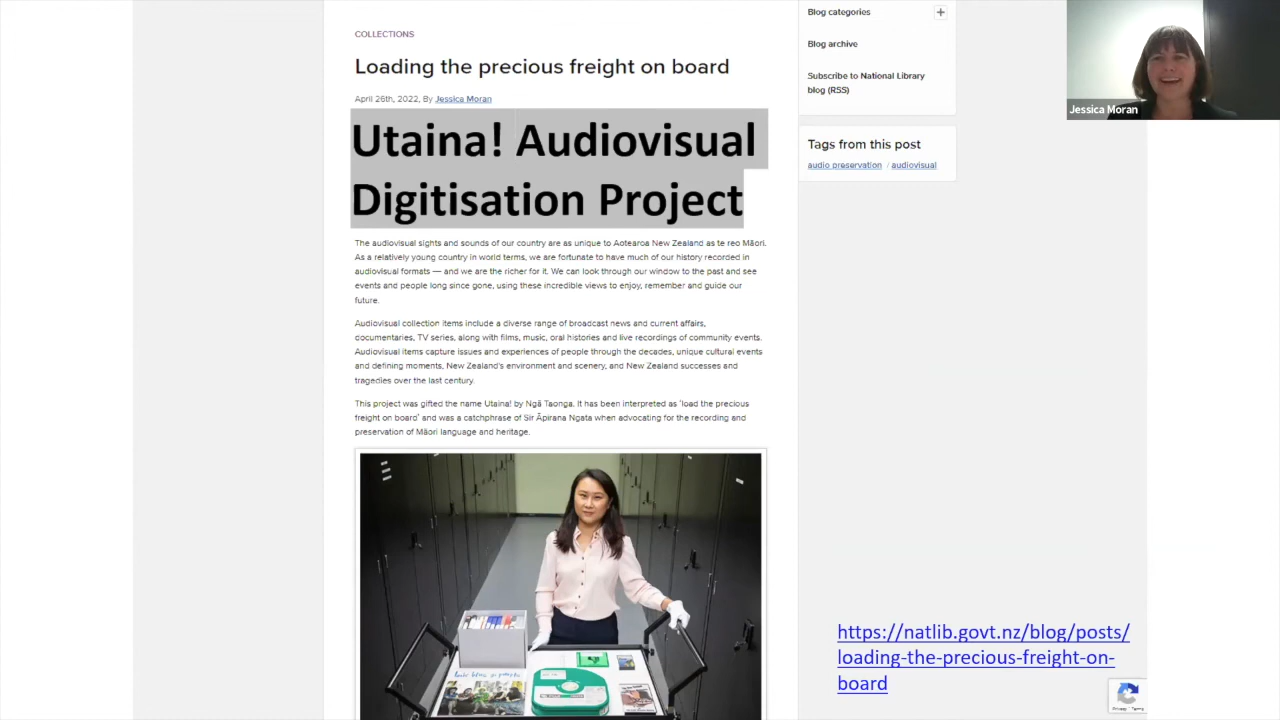 COLLECTIONS
Loading the precious freight on board
April 26th, 2022, By Jessica Moran
Utaina! Audiovisual
Digitisation Project
The audiovisual sights and sounds of our country are as unique to Aotearoa New Zealand as te reo Māori.
As a relatively young country in world terms, we are fortunate to have much of our history recorded in
audiovisual formats — and we are the richer for it. We can look through our window to the past and see
events and people long since gone, using these incredible views to enjoy, remember and guide our
future.
Audiovisual collection items include a diverse range of broadcast news and current affairs,
documentaries, TV series, along with films, music, oral histories and live recordings of community events.
Audiovisual items capture issues and experiences of people through the decades, unique cultural events
and defining moments, New Zealand's environment and scenery, and New Zealand successes and
tragedies over the last century.
This project was gifted the name Utaina! by Ngā Taonga. It has been interpreted as 'load the precious
freight on board' and was a catchphrase of Sir Āpirana Ngata when advocating for the recording and
preservation of Māori language and heritage.
Blog categories
+
Blog archive
Subscribe to National Library
blog (RSS)
Tags from this post
audio preservation / audiovisual
Jessica Moran
https://natlib.govt.nz/blog/posts/
loading-the-precious-freight-on-
board
Privacy - Terms